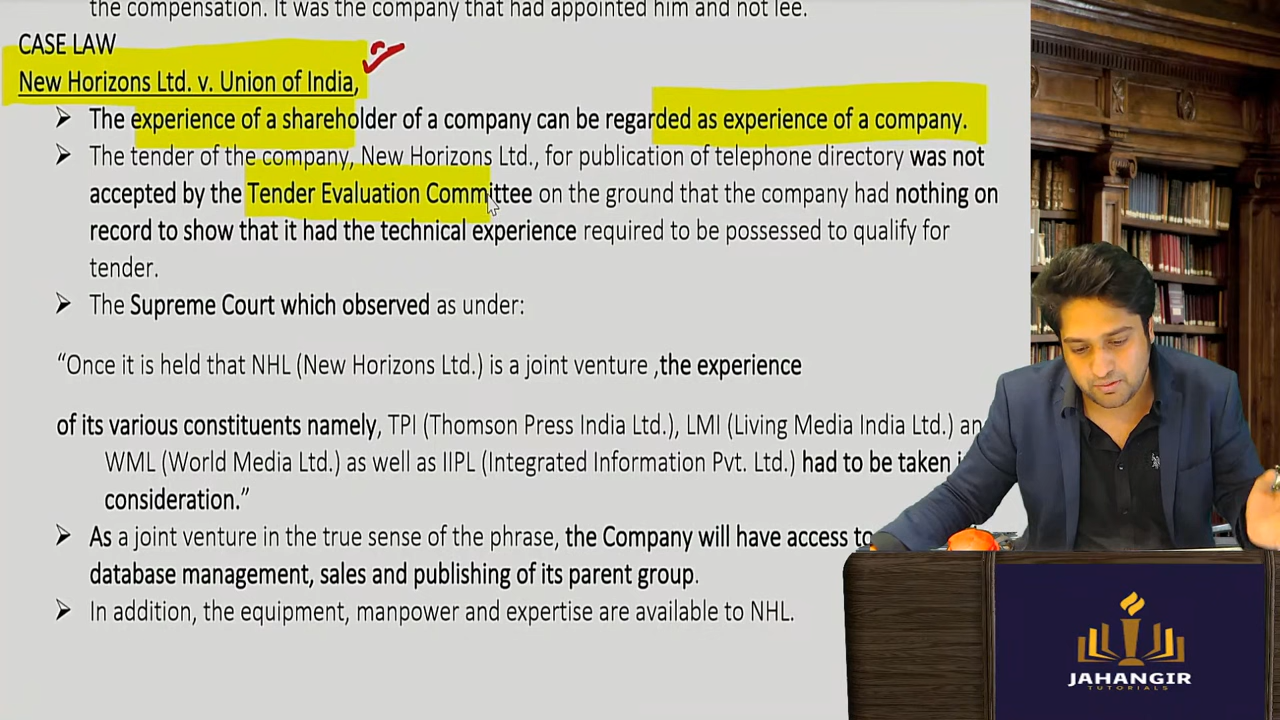 the compensation. It was the company that had appointed him and not lee.
CASE LAW
New Horizons Ltd. v. Union of India,
➢ The experience of a shareholder of a company can be regarded as experience of a company.
➢ The tender of the company, New Horizons Ltd., for publication of telephone directory was not
accepted by the Tender Evaluation Committee on the ground that the company had nothing on
record to show that it had the technical experience required to be possessed to qualify for
tender.
➢ The Supreme Court which observed as under:
“Once it is held that NHL (New Horizons Ltd.) is a joint venture ,the experience
of its various constituents namely, TPI (Thomson Press India Ltd.), LMI (Living Media India Ltd.)
WML (World Media Ltd.) as well as IIPL (Integrated Information Pvt. Ltd.) had to be taken
consideration.”
➢ As a joint venture in the true sense of the phrase, the Company will have access to
database management, sales and publishing of its parent group.
➢ In addition, the equipment, manpower and expertise are available to NHL.
JAHANGIR
TUTORIALS